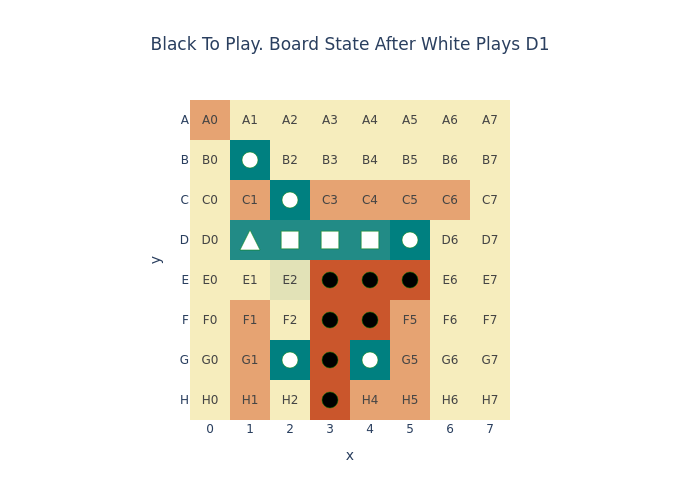 Black To Play. Board State After White Plays D1
A A0 A1 A2 A3 A4 A5 A6 A7
B B0 B2 B3 B4 B5 B6 B7
C C0 C1 C3 C4 C5 C6 C7
D D0 D6 D7
E E0 E1 E2 E6 E7
F F0 F1 F2 F5 F6 F7
G G0 G1 G5 G6 G7
H H0 H1 H2 H4 H5 H6 H7
0 1 2 3 4 5 6 7
x
y